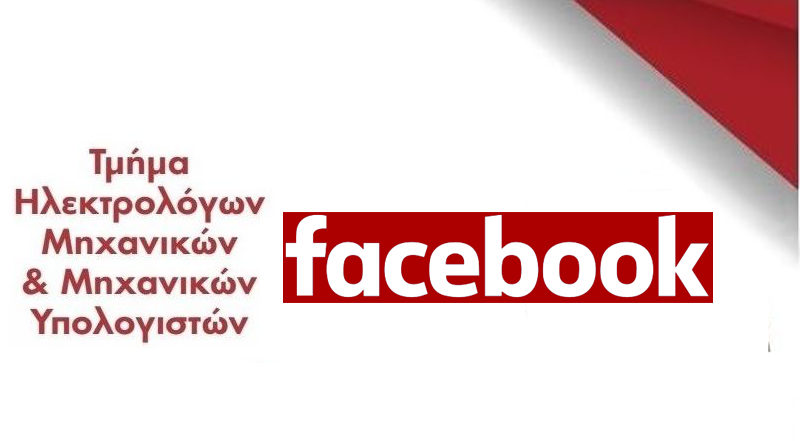 Τμήμα
Ηλεκτρολόγων
Μηχανικών
& Μηχανικών
Υπολογιστών
facebook